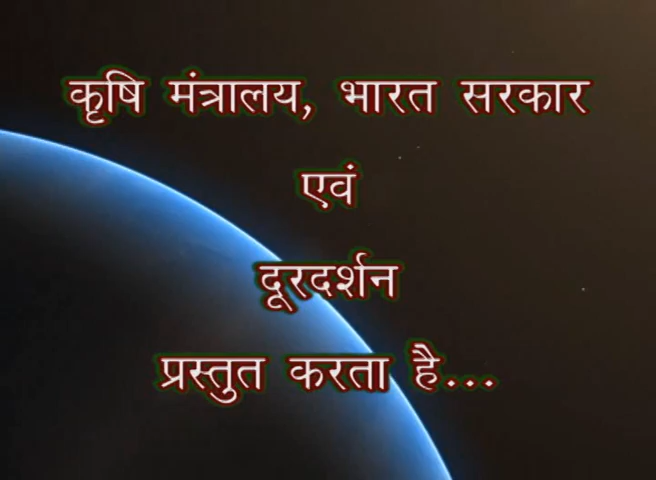 कृषि मंत्रालय, भारत सरकार
एवं
दूरदर्शन
प्रस्तुत करता है...